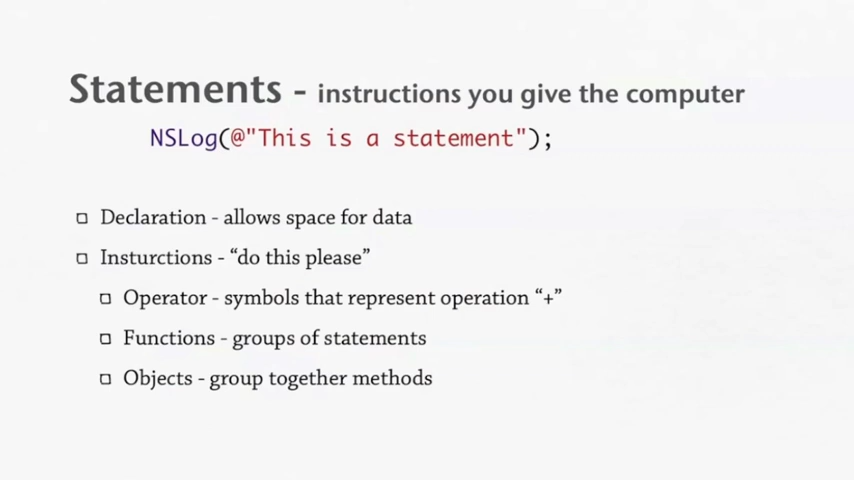 Statements - instructions you give the computer
NSLog(@"This is a statement");
Declaration - allows space for data
Insturctions - “do this please”
Operator - symbols that represent operation “+”
Functions - groups of statements
Objects - group together methods